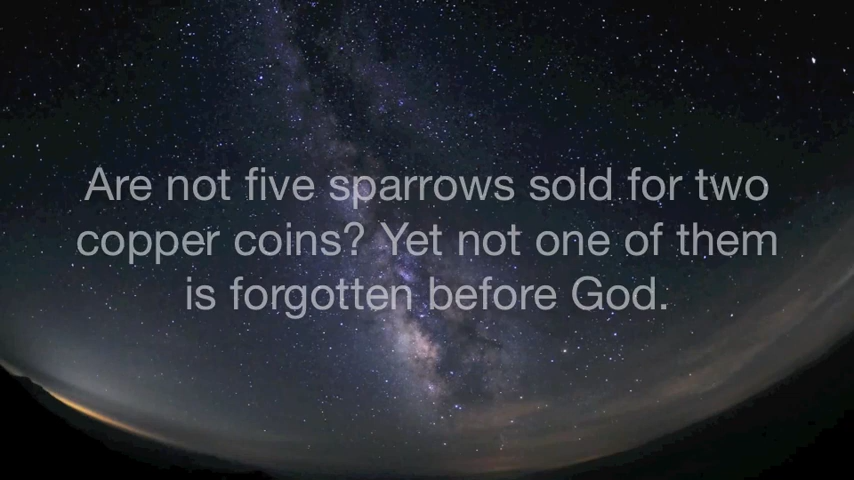 Are not five sparrows sold for two
copper coins? Yet not one of them
is forgotten before God.